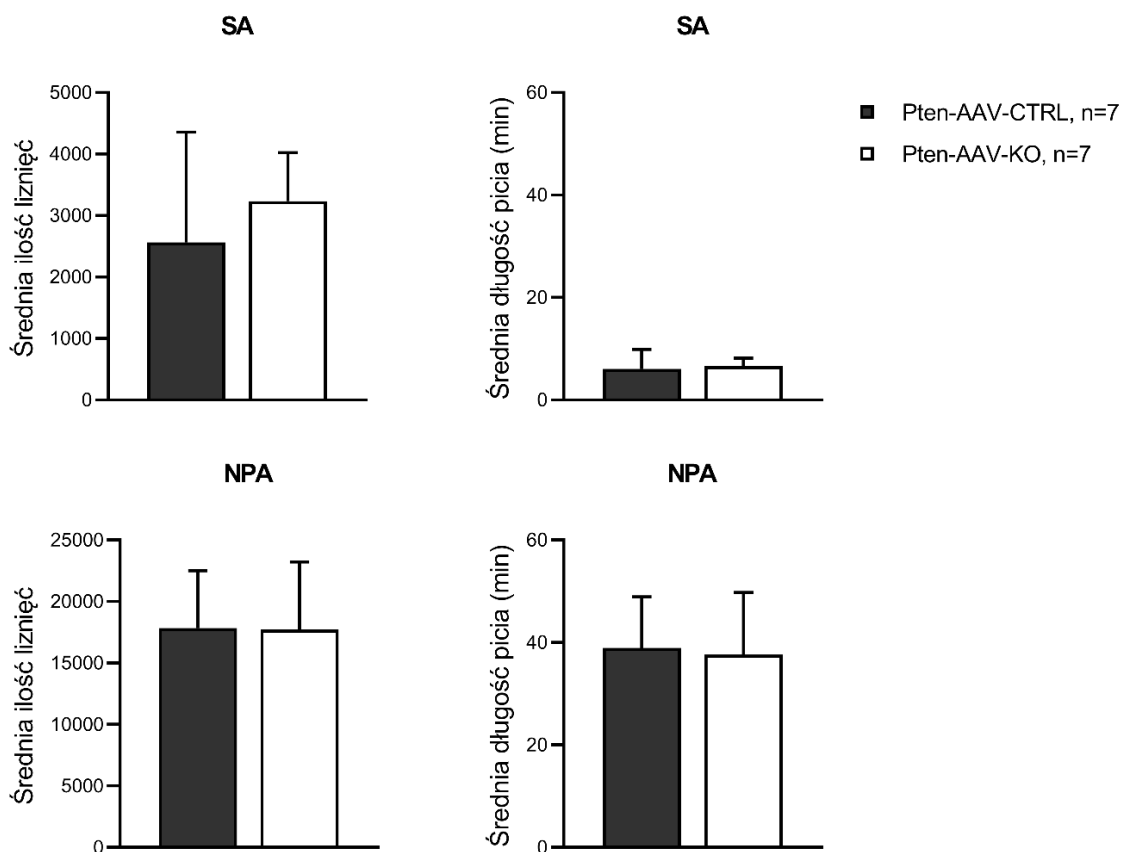 SA
SA
5000
4000
3000
2000
1000
0
Średnia ilość liznięć
60
40
20
0
Średnia długość picia (min)
Pten-AAV-CTRL, n=7
Pten-AAV-KO, n=7
NPA
NPA
25000
20000
15000
10000
5000
0
Średnia ilość liznięć
60
40
20
0
Średnia długość picia (min)